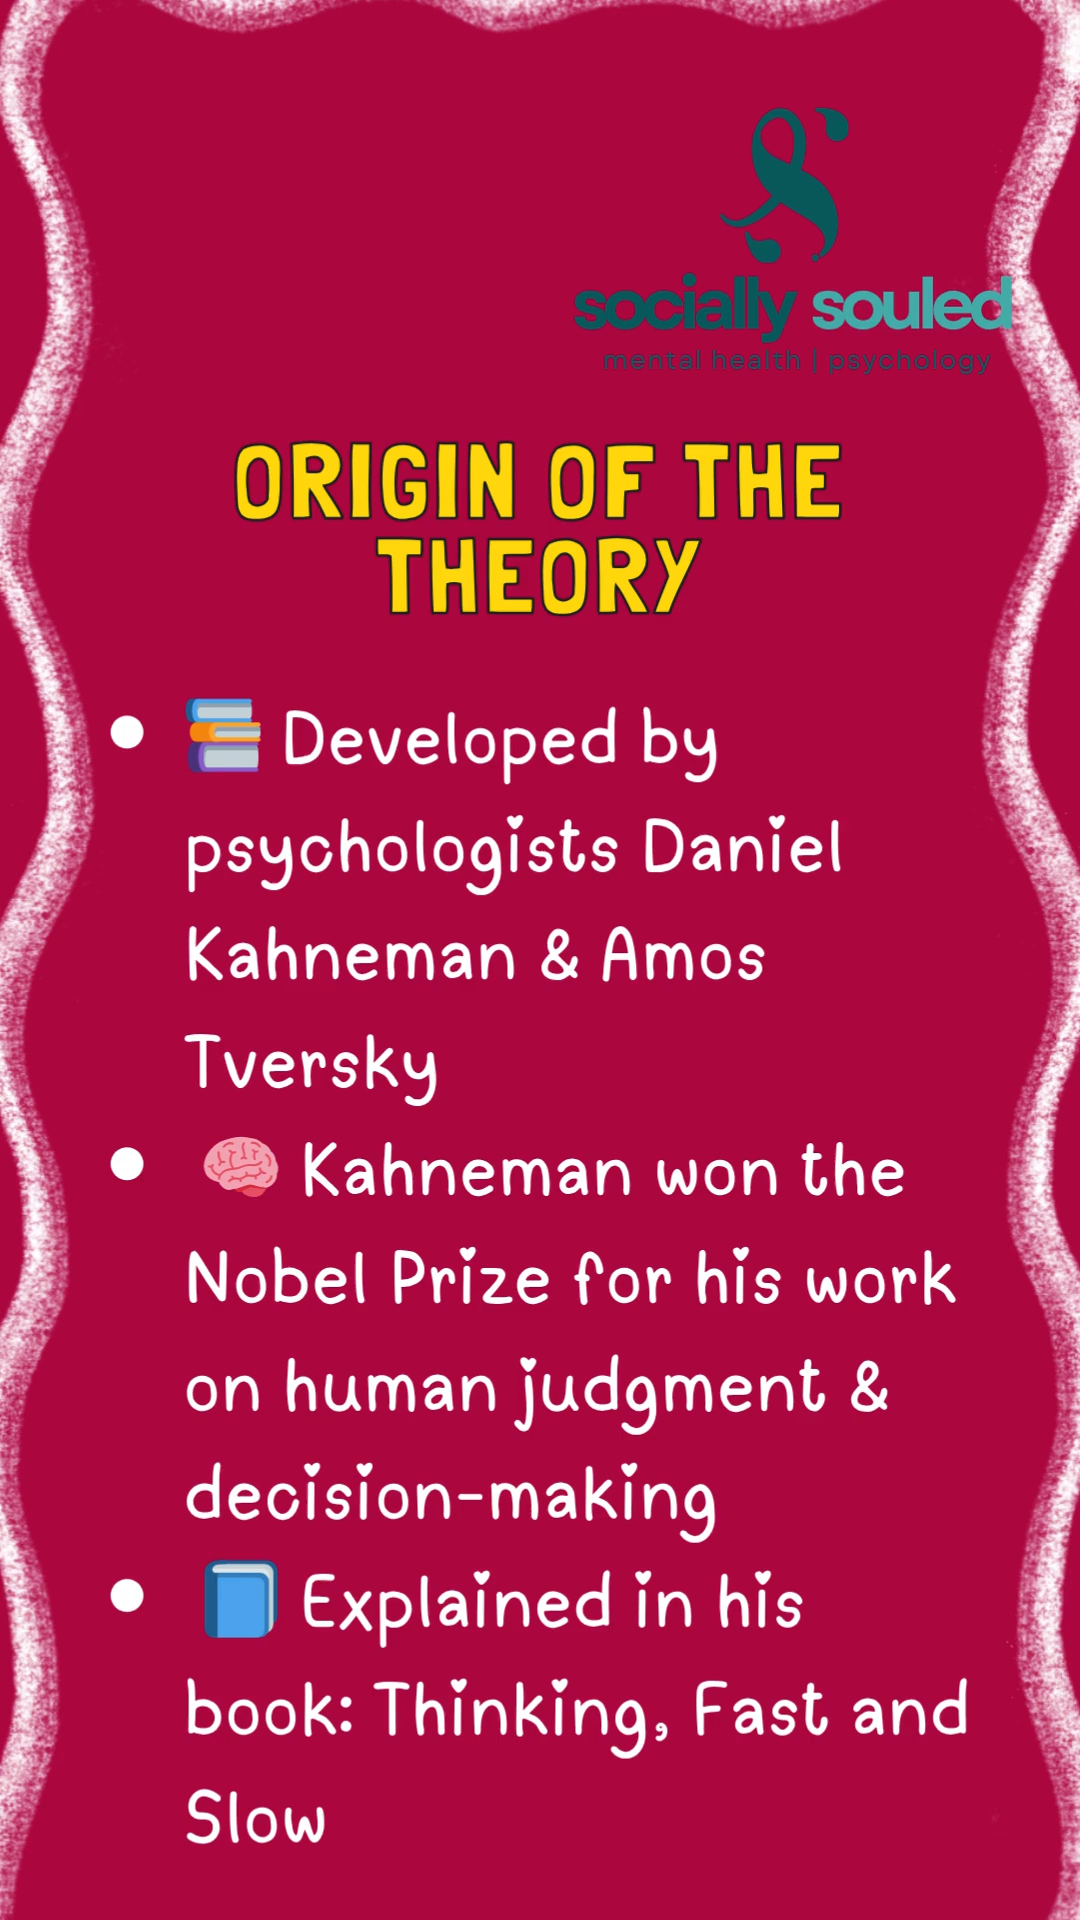 socially souled
mental health | psychology
ORIGIN OF THE
THEORY
• 📚 Developed by
psychologists Daniel
Kahneman & Amos
Tversky
• 🧠 Kahneman won the
Nobel Prize for his work
on human judgment &
decision-making
• 📘 Explained in his
book: Thinking, Fast and
Slow